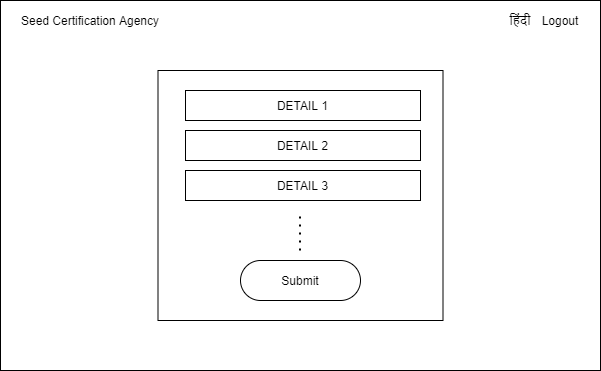 Seed Certification Agency हिंदी Logout
DETAIL 1
DETAIL 2
DETAIL 3
Submit